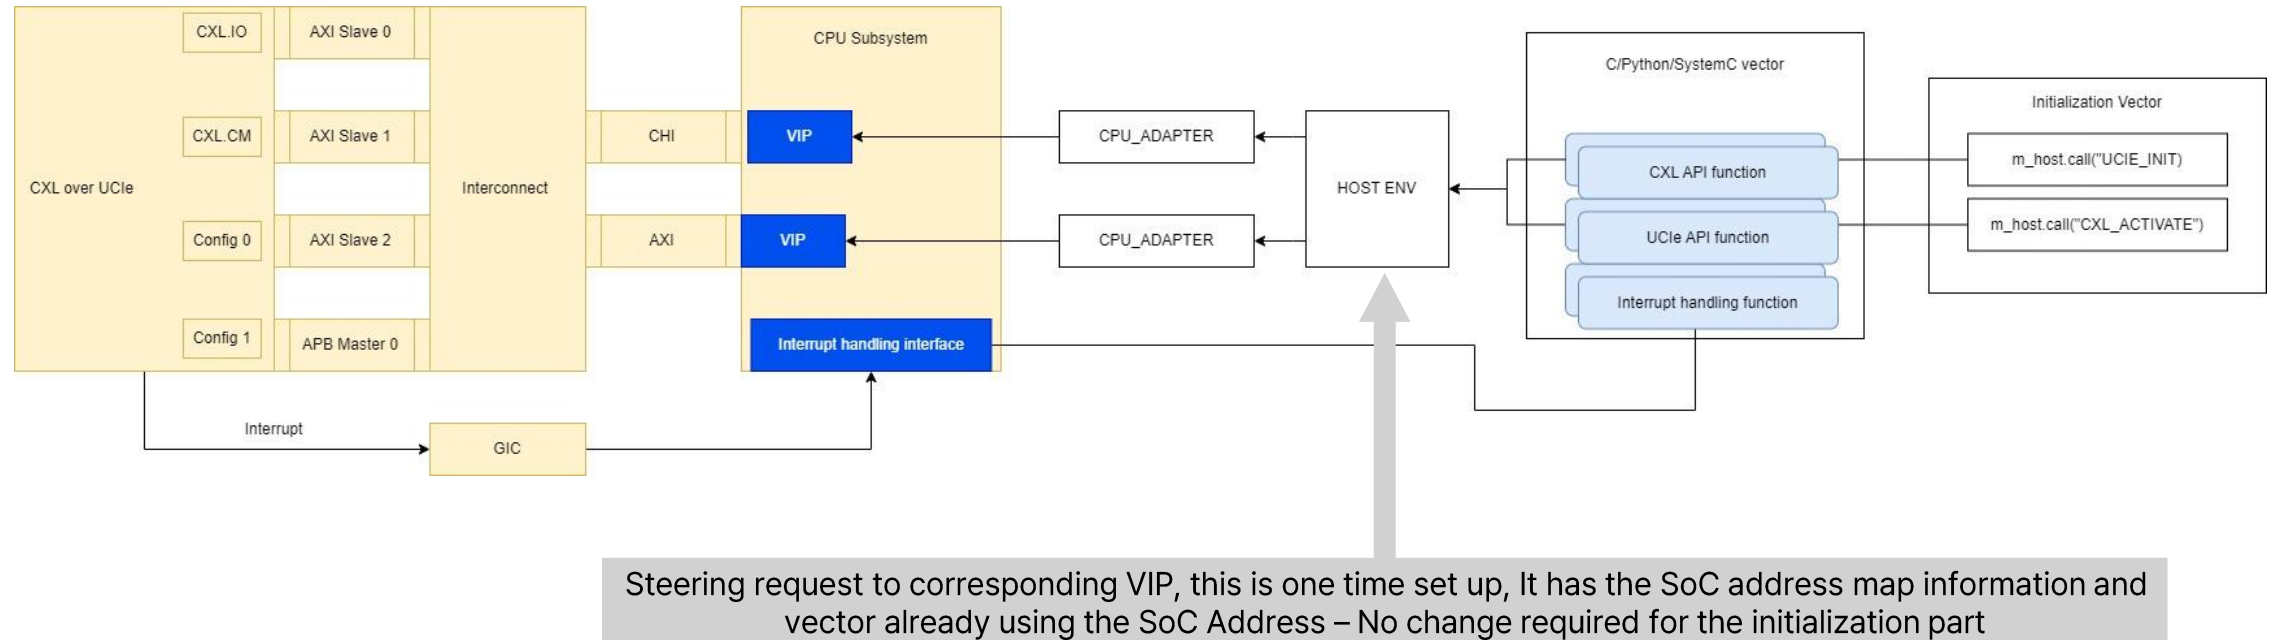 CXL over UCIe
CXL.IO
CXL.CM
Config 0
Config 1
AXI Slave 0
AXI Slave 1
AXI Slave 2
APB Master 0
Interconnect
CHI
AXI
CPU Subsystem
VIP
VIP
Interrupt handling interface
Interrupt
GIC
CPU_ADAPTER
CPU_ADAPTER
HOST ENV
C/Python/SystemC vector
CXL API function
UCIe API function
Interrupt handling function
Initialization Vector
m_host.call("UCIE_INIT)
m_host.call("CXL_ACTIVATE")
Steering request to corresponding VIP, this is one time set up, It has the SoC address map information and
vector already using the SoC Address – No change required for the initialization part